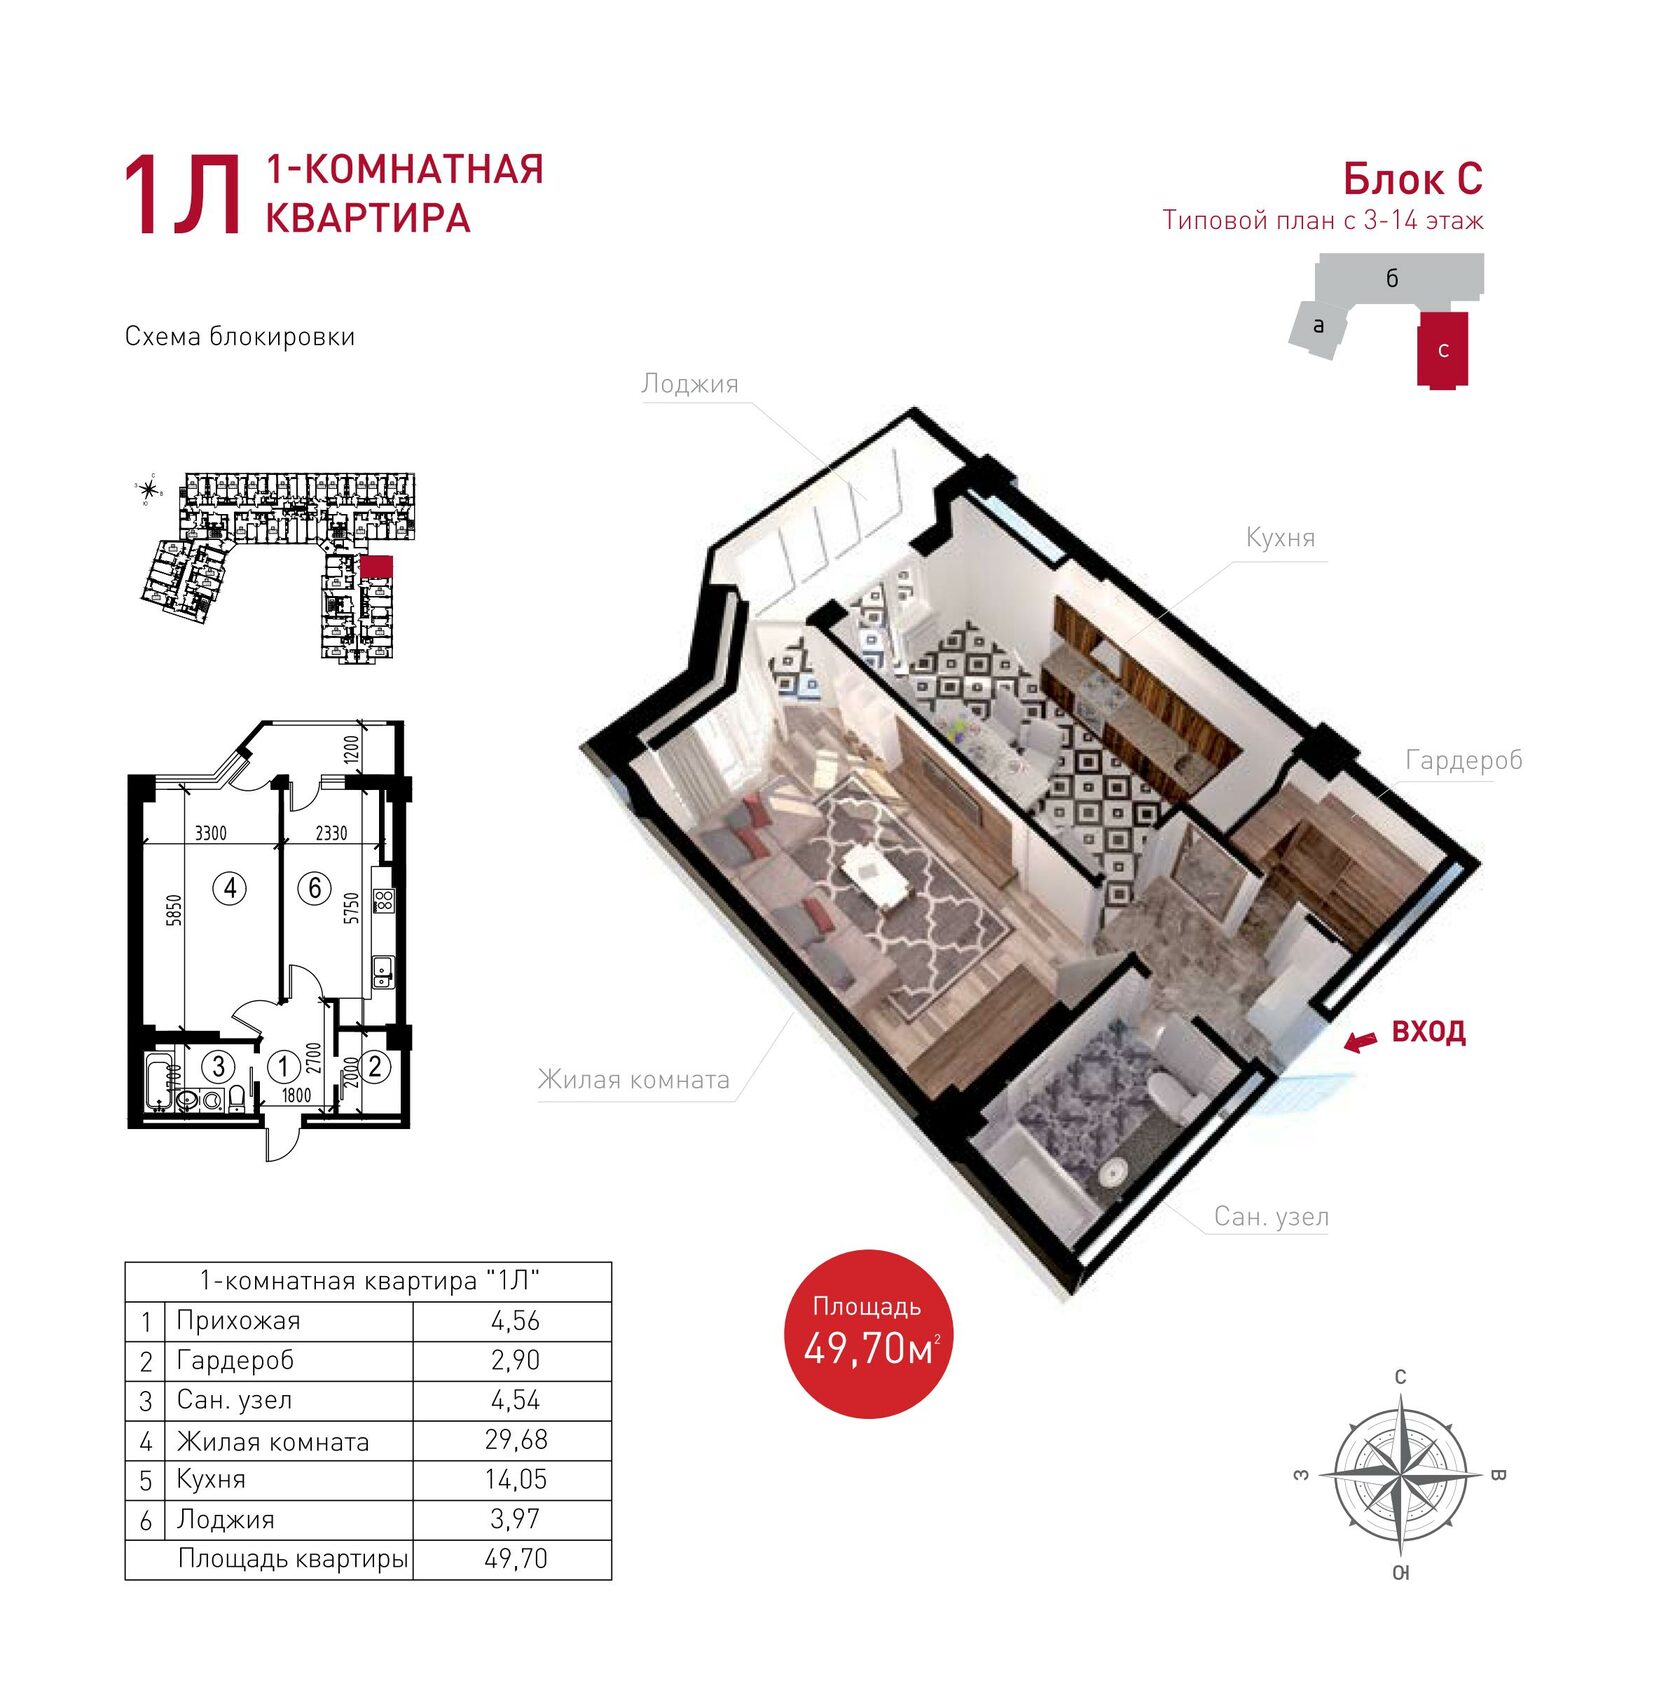 1Л
1-КОМНАТНАЯ
КВАРТИРА
Блок С
Типовой план с 3-14 этаж
б
а
с
Схема блокировки
С
З
В
Ю
Лоджия
Кухня
Гардероб
ВХОД
Жилая комната
Сан. узел
1200
3300
2330
4
6
5850
5750
3
1
2
1700
2700
2000
1800
1-комнатная квартира "1Л"
1 Прихожая 4,56
2 Гардероб 2,90
3 Сан. узел 4,54
4 Жилая комната 29,68
5 Кухня 14,05
6 Лоджия 3,97
Площадь квартиры 49,70
Площадь
49,70м²
С
З
В
Ю